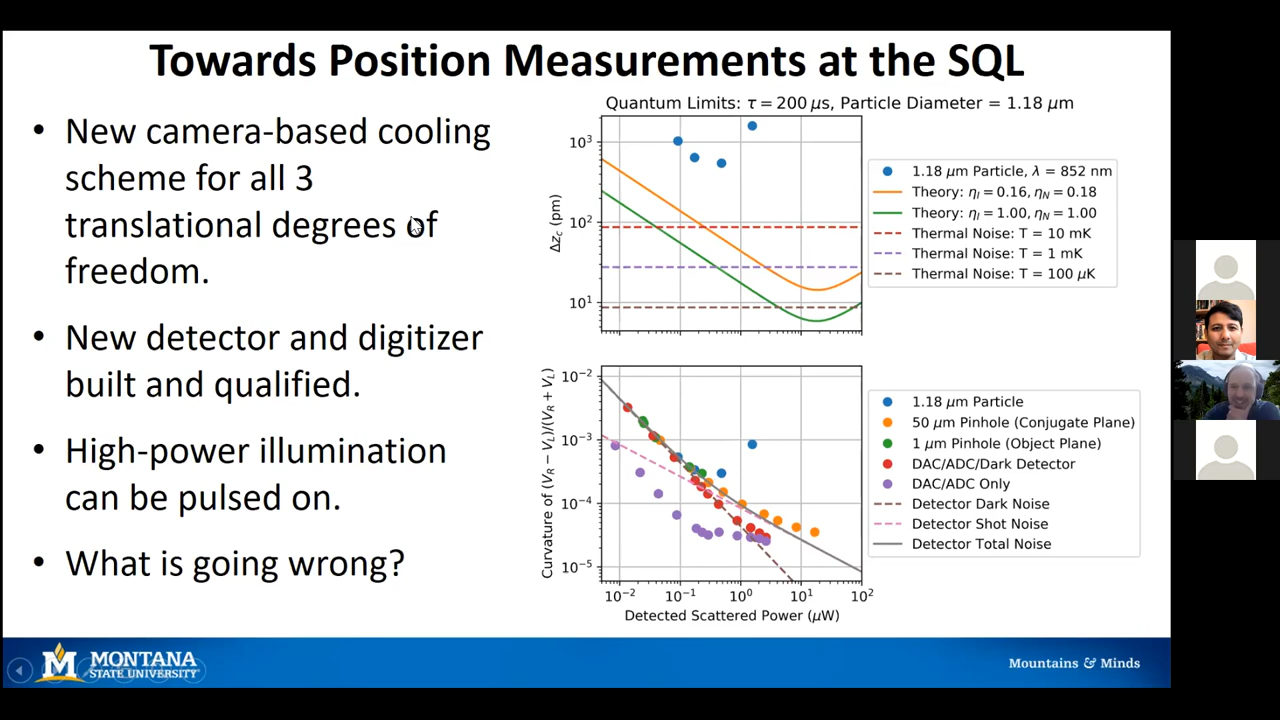 Towards Position Measurements at the SQL
• New camera-based cooling
scheme for all 3
translational degrees of
freedom.
• New detector and digitizer
built and qualified.
• High-power illumination
can be pulsed on.
• What is going wrong?
Quantum Limits: τ = 200 μs, Particle Diameter = 1.18 μm
10³
10²
10¹
Δz_c (pm)
1.18 μm Particle, λ = 852 nm
Theory: η_I = 0.16, η_N = 0.18
Theory: η_I = 1.00, η_N = 1.00
Thermal Noise: T = 10 mK
Thermal Noise: T = 1 mK
Thermal Noise: T = 100 μK
10⁻²
10⁻³
10⁻⁴
10⁻⁵
Curvature of (V_R − V_L)/(V_R + V_L)
1.18 μm Particle
50 μm Pinhole (Conjugate Plane)
1 μm Pinhole (Object Plane)
DAC/ADC/Dark Detector
DAC/ADC Only
Detector Dark Noise
Detector Shot Noise
Detector Total Noise
10⁻² 10⁻¹ 10⁰ 10¹ 10²
Detected Scattered Power (μW)
M MONTANA
STATE UNIVERSITY
Mountains & Minds